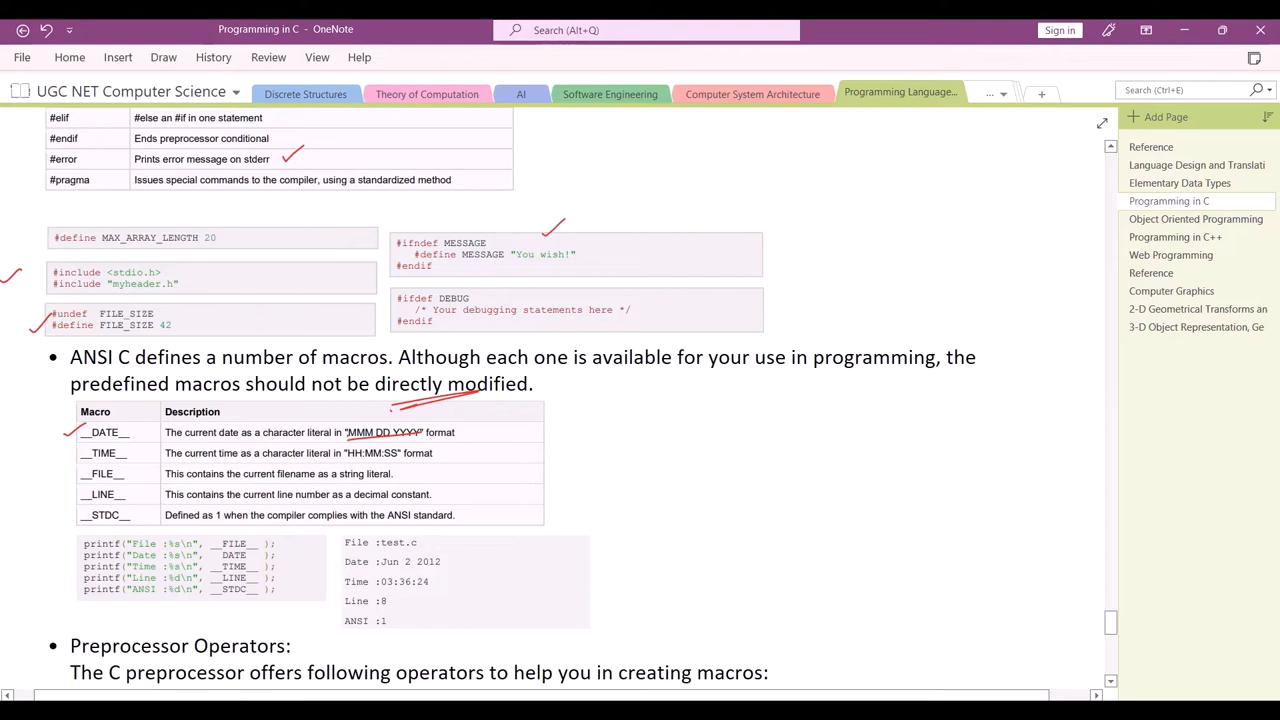 Programming in C - OneNote
Search (Alt+Q)
Sign in
File Home Insert Draw History Review View Help
UGC NET Computer Science
Discrete Structures
Theory of Computation
AI
Software Engineering
Computer System Architecture
Programming Language...
...
Search (Ctrl+E)
Add Page
Reference
Language Design and Translati
Elementary Data Types
Programming in C
Object Oriented Programming
Programming in C++
Web Programming
Reference
Computer Graphics
2-D Geometrical Transforms an
3-D Object Representation, Ge
#elif #else an #if in one statement
#endif Ends preprocessor conditional
#error Prints error message on stderr
#pragma Issues special commands to the compiler, using a standardized method
#define MAX_ARRAY_LENGTH 20
#include <stdio.h>
#include "myheader.h"
#undef FILE_SIZE
#define FILE_SIZE 42
#ifndef MESSAGE
#define MESSAGE "You wish!"
#endif
#ifdef DEBUG
/* Your debugging statements here */
#endif
• ANSI C defines a number of macros. Although each one is available for your use in programming, the
predefined macros should not be directly modified.
Macro Description
__DATE__ The current date as a character literal in "MMM DD YYYY" format
__TIME__ The current time as a character literal in "HH:MM:SS" format
__FILE__ This contains the current filename as a string literal.
__LINE__ This contains the current line number as a decimal constant.
__STDC__ Defined as 1 when the compiler complies with the ANSI standard.
printf("File :%s\n", __FILE__ );
printf("Date :%s\n", __DATE__ );
printf("Time :%s\n", __TIME__ );
printf("Line :%d\n", __LINE__ );
printf("ANSI :%d\n", __STDC__ );
File :test.c
Date :Jun 2 2012
Time :03:36:24
Line :8
ANSI :1
• Preprocessor Operators:
The C preprocessor offers following operators to help you in creating macros: